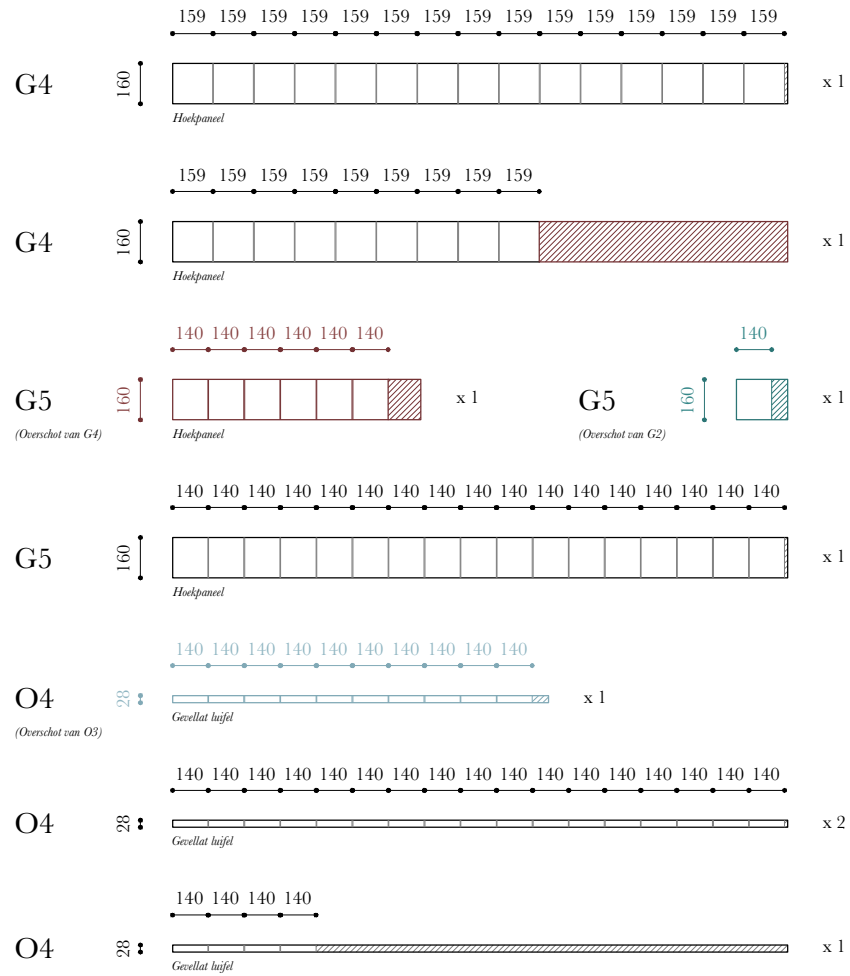 159 159 159 159 159 159 159 159 159 159 159 159 159 159 159
G4 160 x 1
Hoekpaneel
159 159 159 159 159 159 159 159 159
G4 160 x 1
Hoekpaneel
140 140 140 140 140 140 140
G5 160 x 1 G5 160 x 1
(Overschot van G4) Hoekpaneel (Overschot van G2)
140 140 140 140 140 140 140 140 140 140 140 140 140 140 140 140 140
G5 160 x 1
Hoekpaneel
140 140 140 140 140 140 140 140 140 140
O4 28 x 1
Gevellat luifel
(Overschot van O3)
140 140 140 140 140 140 140 140 140 140 140 140 140 140 140 140 140
O4 28 x 2
Gevellat luifel
140 140 140 140
O4 28 x 1
Gevellat luifel